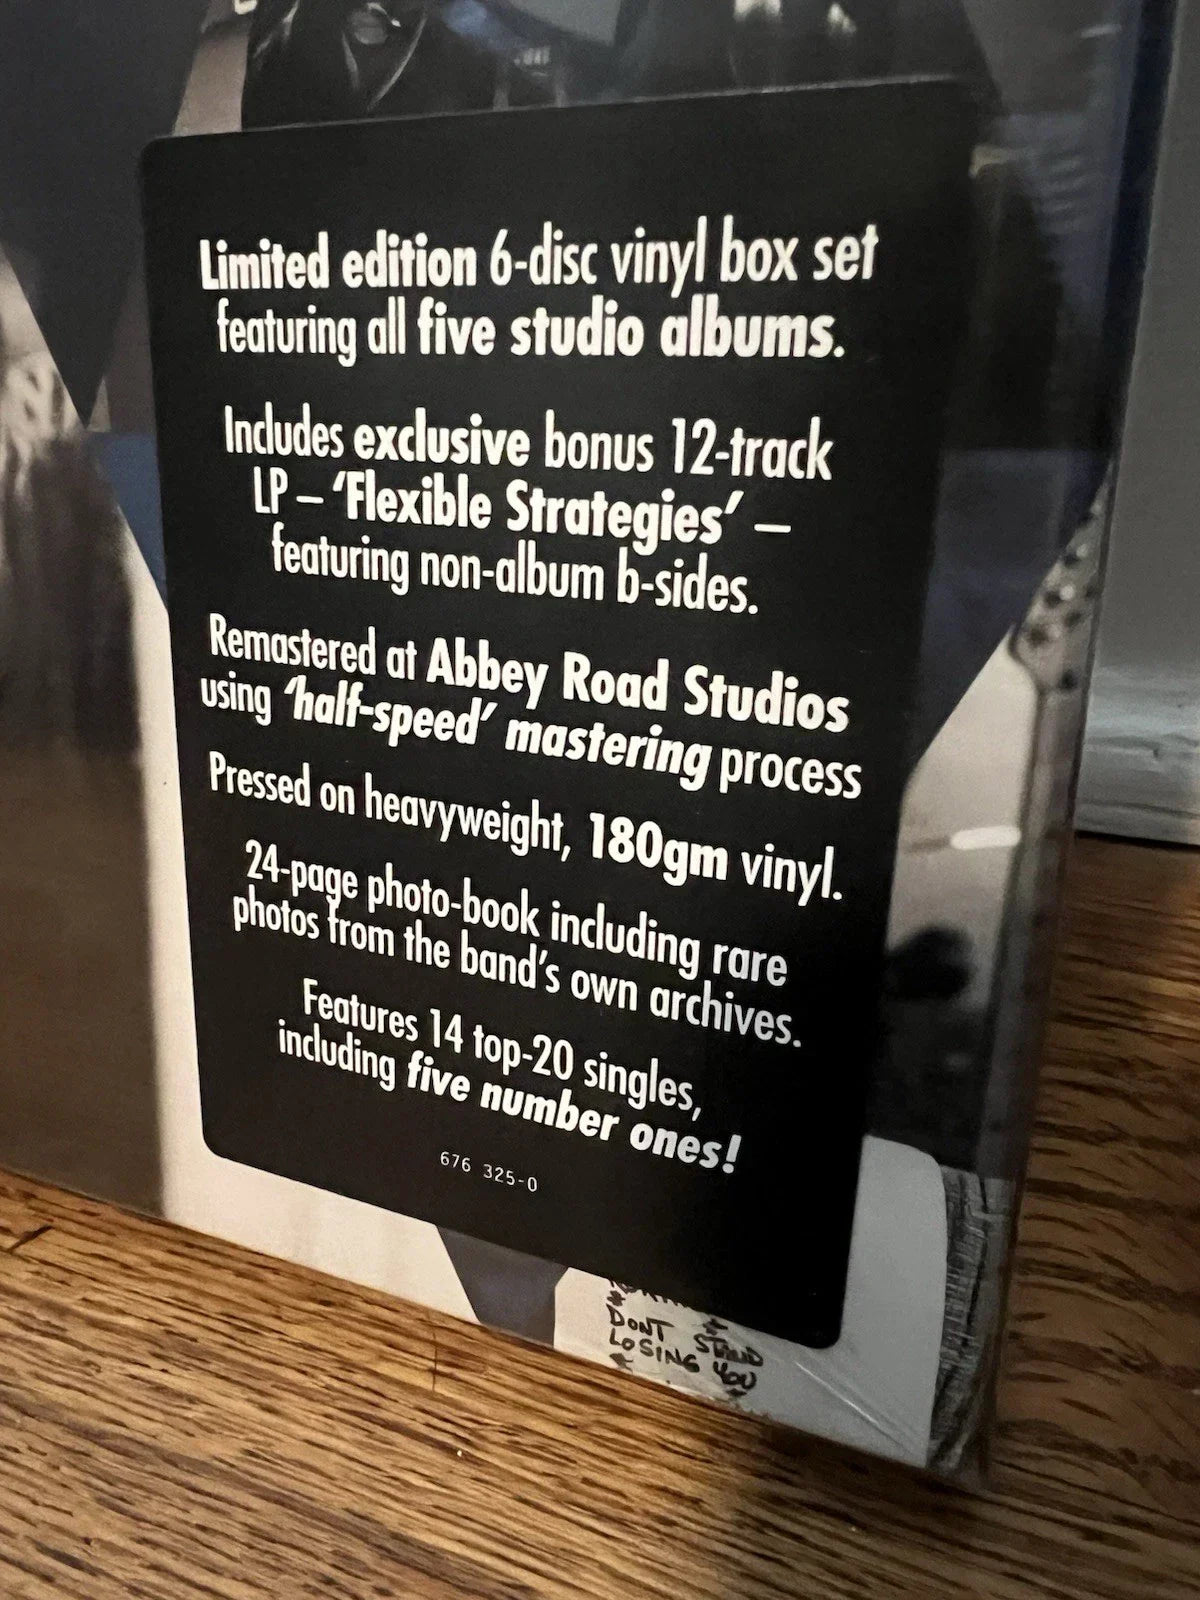 Limited edition 6-disc vinyl box set
featuring all five studio albums.
Includes exclusive bonus 12-track
LP – ‘Flexible Strategies’ –
featuring non-album b-sides.
Remastered at Abbey Road Studios
using ‘half-speed’ mastering process
Pressed on heavyweight, 180gm vinyl.
24-page photo-book including rare
photos from the band’s own archives.
Features 14 top-20 singles,
including five number ones!
676 325-0
DONT STAND
LOSING YOU